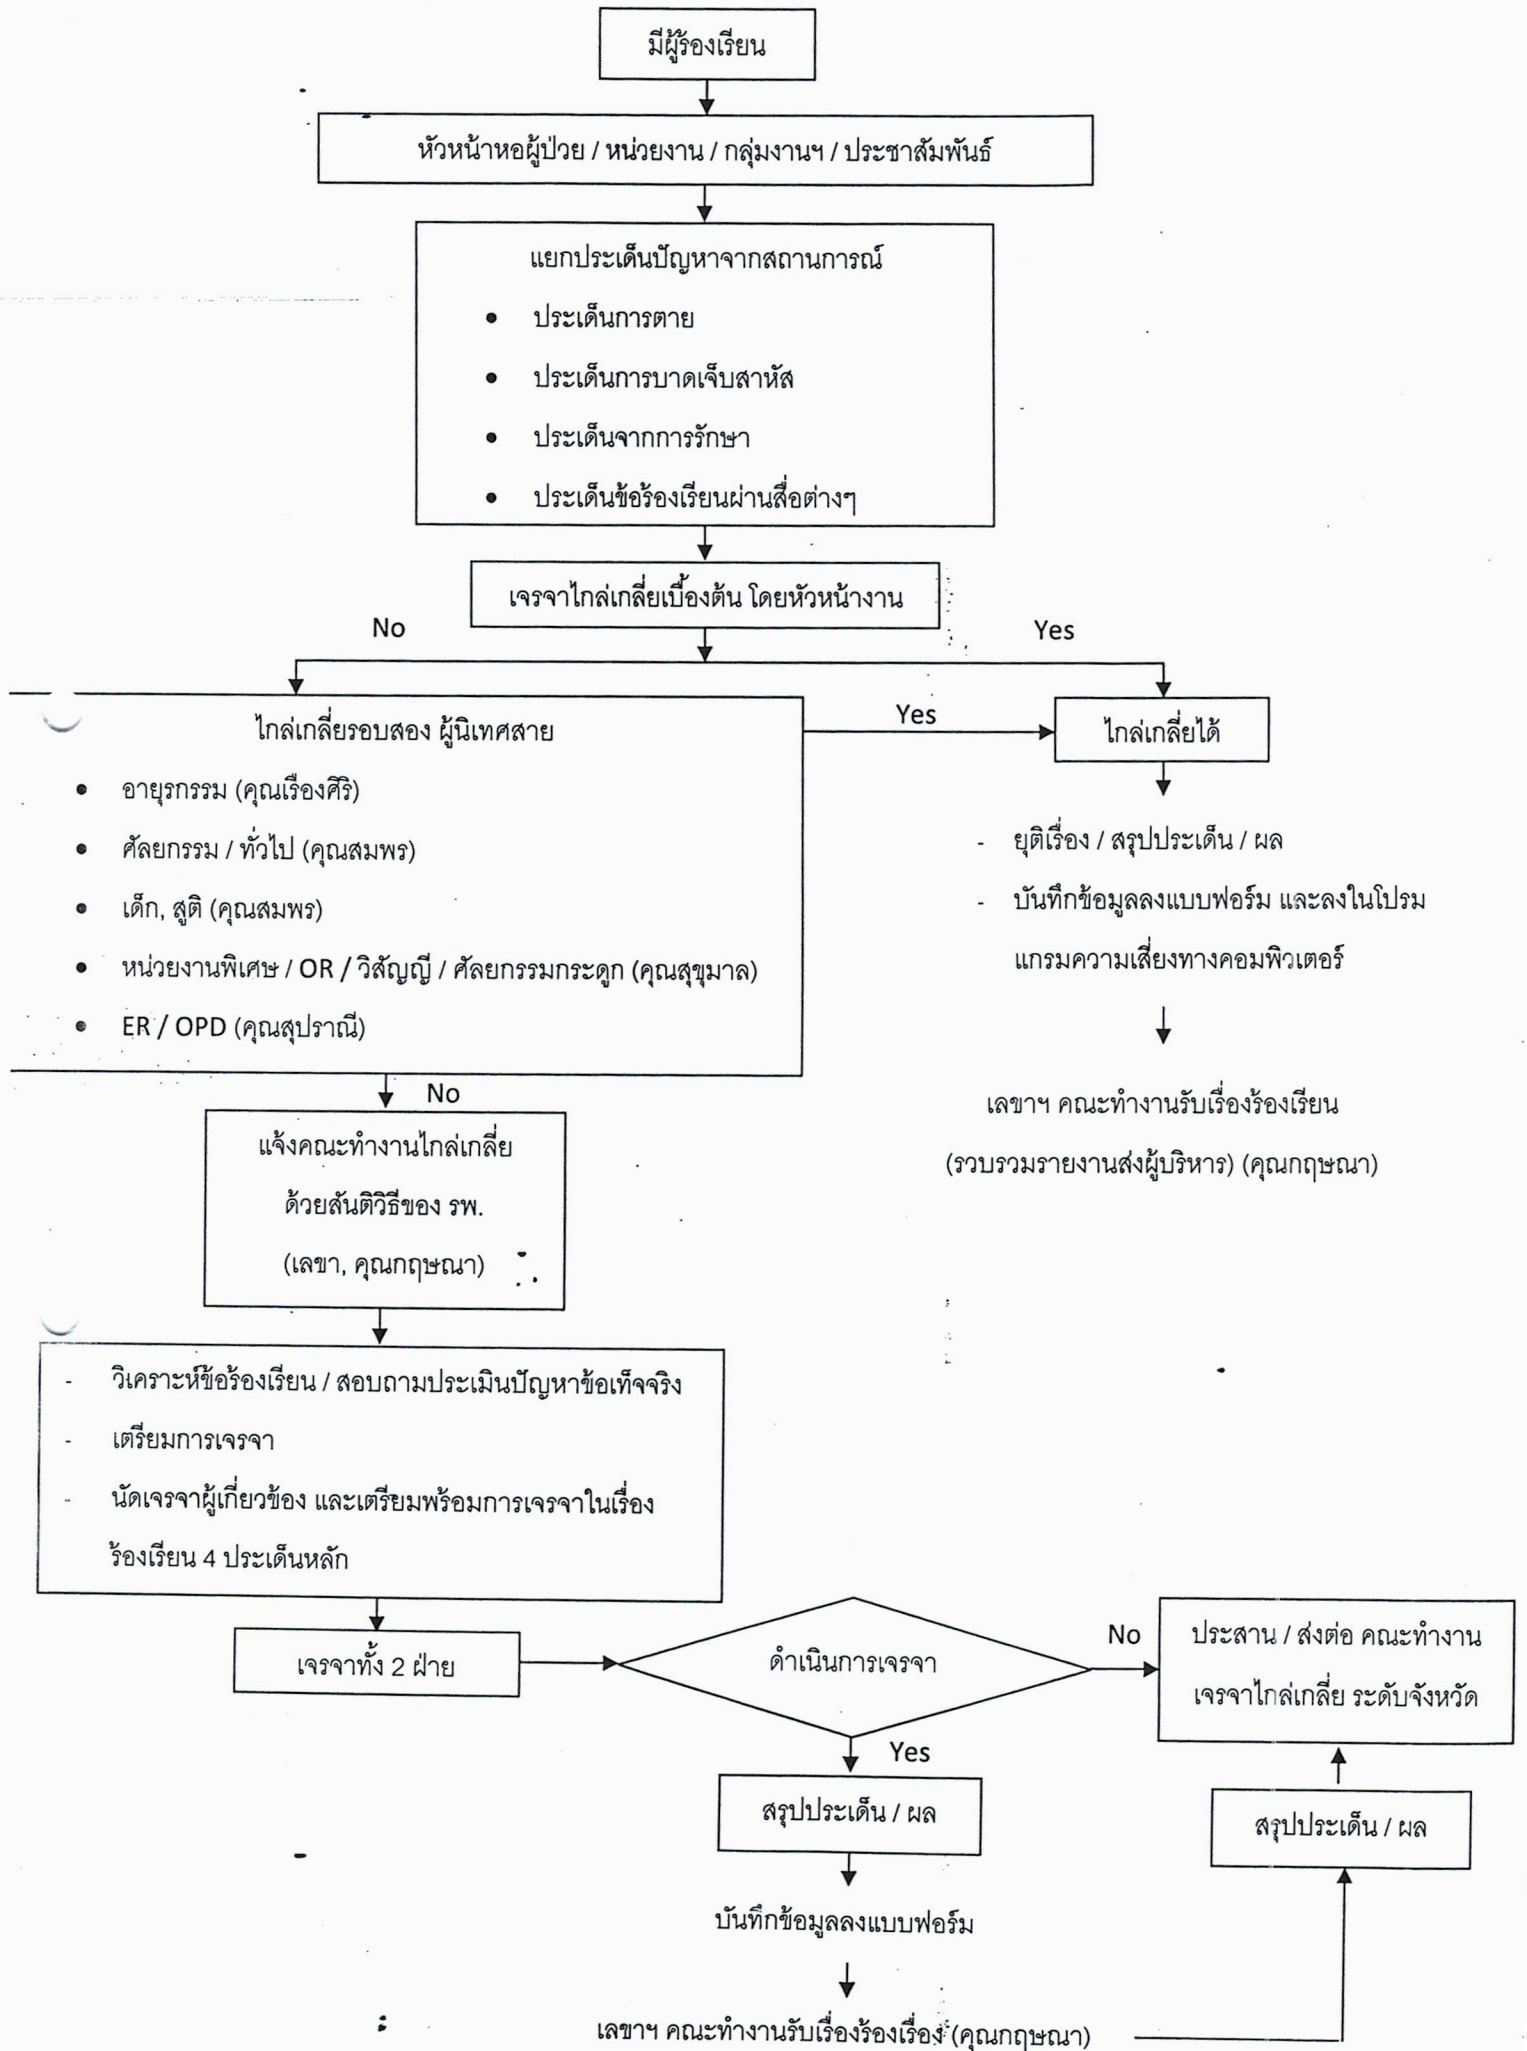 มีผู้ร้องเรียน
หัวหน้าหอผู้ป่วย / หน่วยงาน / กลุ่มงานฯ / ประชาสัมพันธ์
แยกประเด็นปัญหาจากสถานการณ์
• ประเด็นการตาย
• ประเด็นการบาดเจ็บสาหัส
• ประเด็นจากการรักษา
• ประเด็นข้อร้องเรียนผ่านสื่อต่างๆ
เจรจาไกล่เกลี่ยเบื้องต้น โดยหัวหน้างาน
No
Yes
ไกล่เกลี่ยรอบสอง ผู้นิเทศสาย
• อายุรกรรม (คุณเรืองศิริ)
• ศัลยกรรม / ทั่วไป (คุณสมพร)
• เด็ก, สูติ (คุณสมพร)
• หน่วยงานพิเศษ / OR / วิสัญญี / ศัลยกรรมกระดูก (คุณสุขุมาล)
• ER / OPD (คุณสุปราณี)
Yes
ไกล่เกลี่ยได้
- ยุติเรื่อง / สรุปประเด็น / ผล
- บันทึกข้อมูลลงแบบฟอร์ม และลงในโปรม
แกรมความเสี่ยงทางคอมพิวเตอร์
เลขาฯ คณะทำงานรับเรื่องร้องเรียน
(รวบรวมรายงานส่งผู้บริหาร) (คุณกฤษณา)
No
แจ้งคณะทำงานไกล่เกลี่ย
ด้วยสันติวิธีของ รพ.
(เลขา, คุณกฤษณา)
- วิเคราะห์ข้อร้องเรียน / สอบถามประเมินปัญหาข้อเท็จจริง
- เตรียมการเจรจา
- นัดเจรจาผู้เกี่ยวข้อง และเตรียมพร้อมการเจรจาในเรื่อง
ร้องเรียน 4 ประเด็นหลัก
เจรจาทั้ง 2 ฝ่าย
ดำเนินการเจรจา
No
ประสาน / ส่งต่อ คณะทำงาน
เจรจาไกล่เกลี่ย ระดับจังหวัด
Yes
สรุปประเด็น / ผล
สรุปประเด็น / ผล
บันทึกข้อมูลลงแบบฟอร์ม
เลขาฯ คณะทำงานรับเรื่องร้องเรื่อง (คุณกฤษณา)